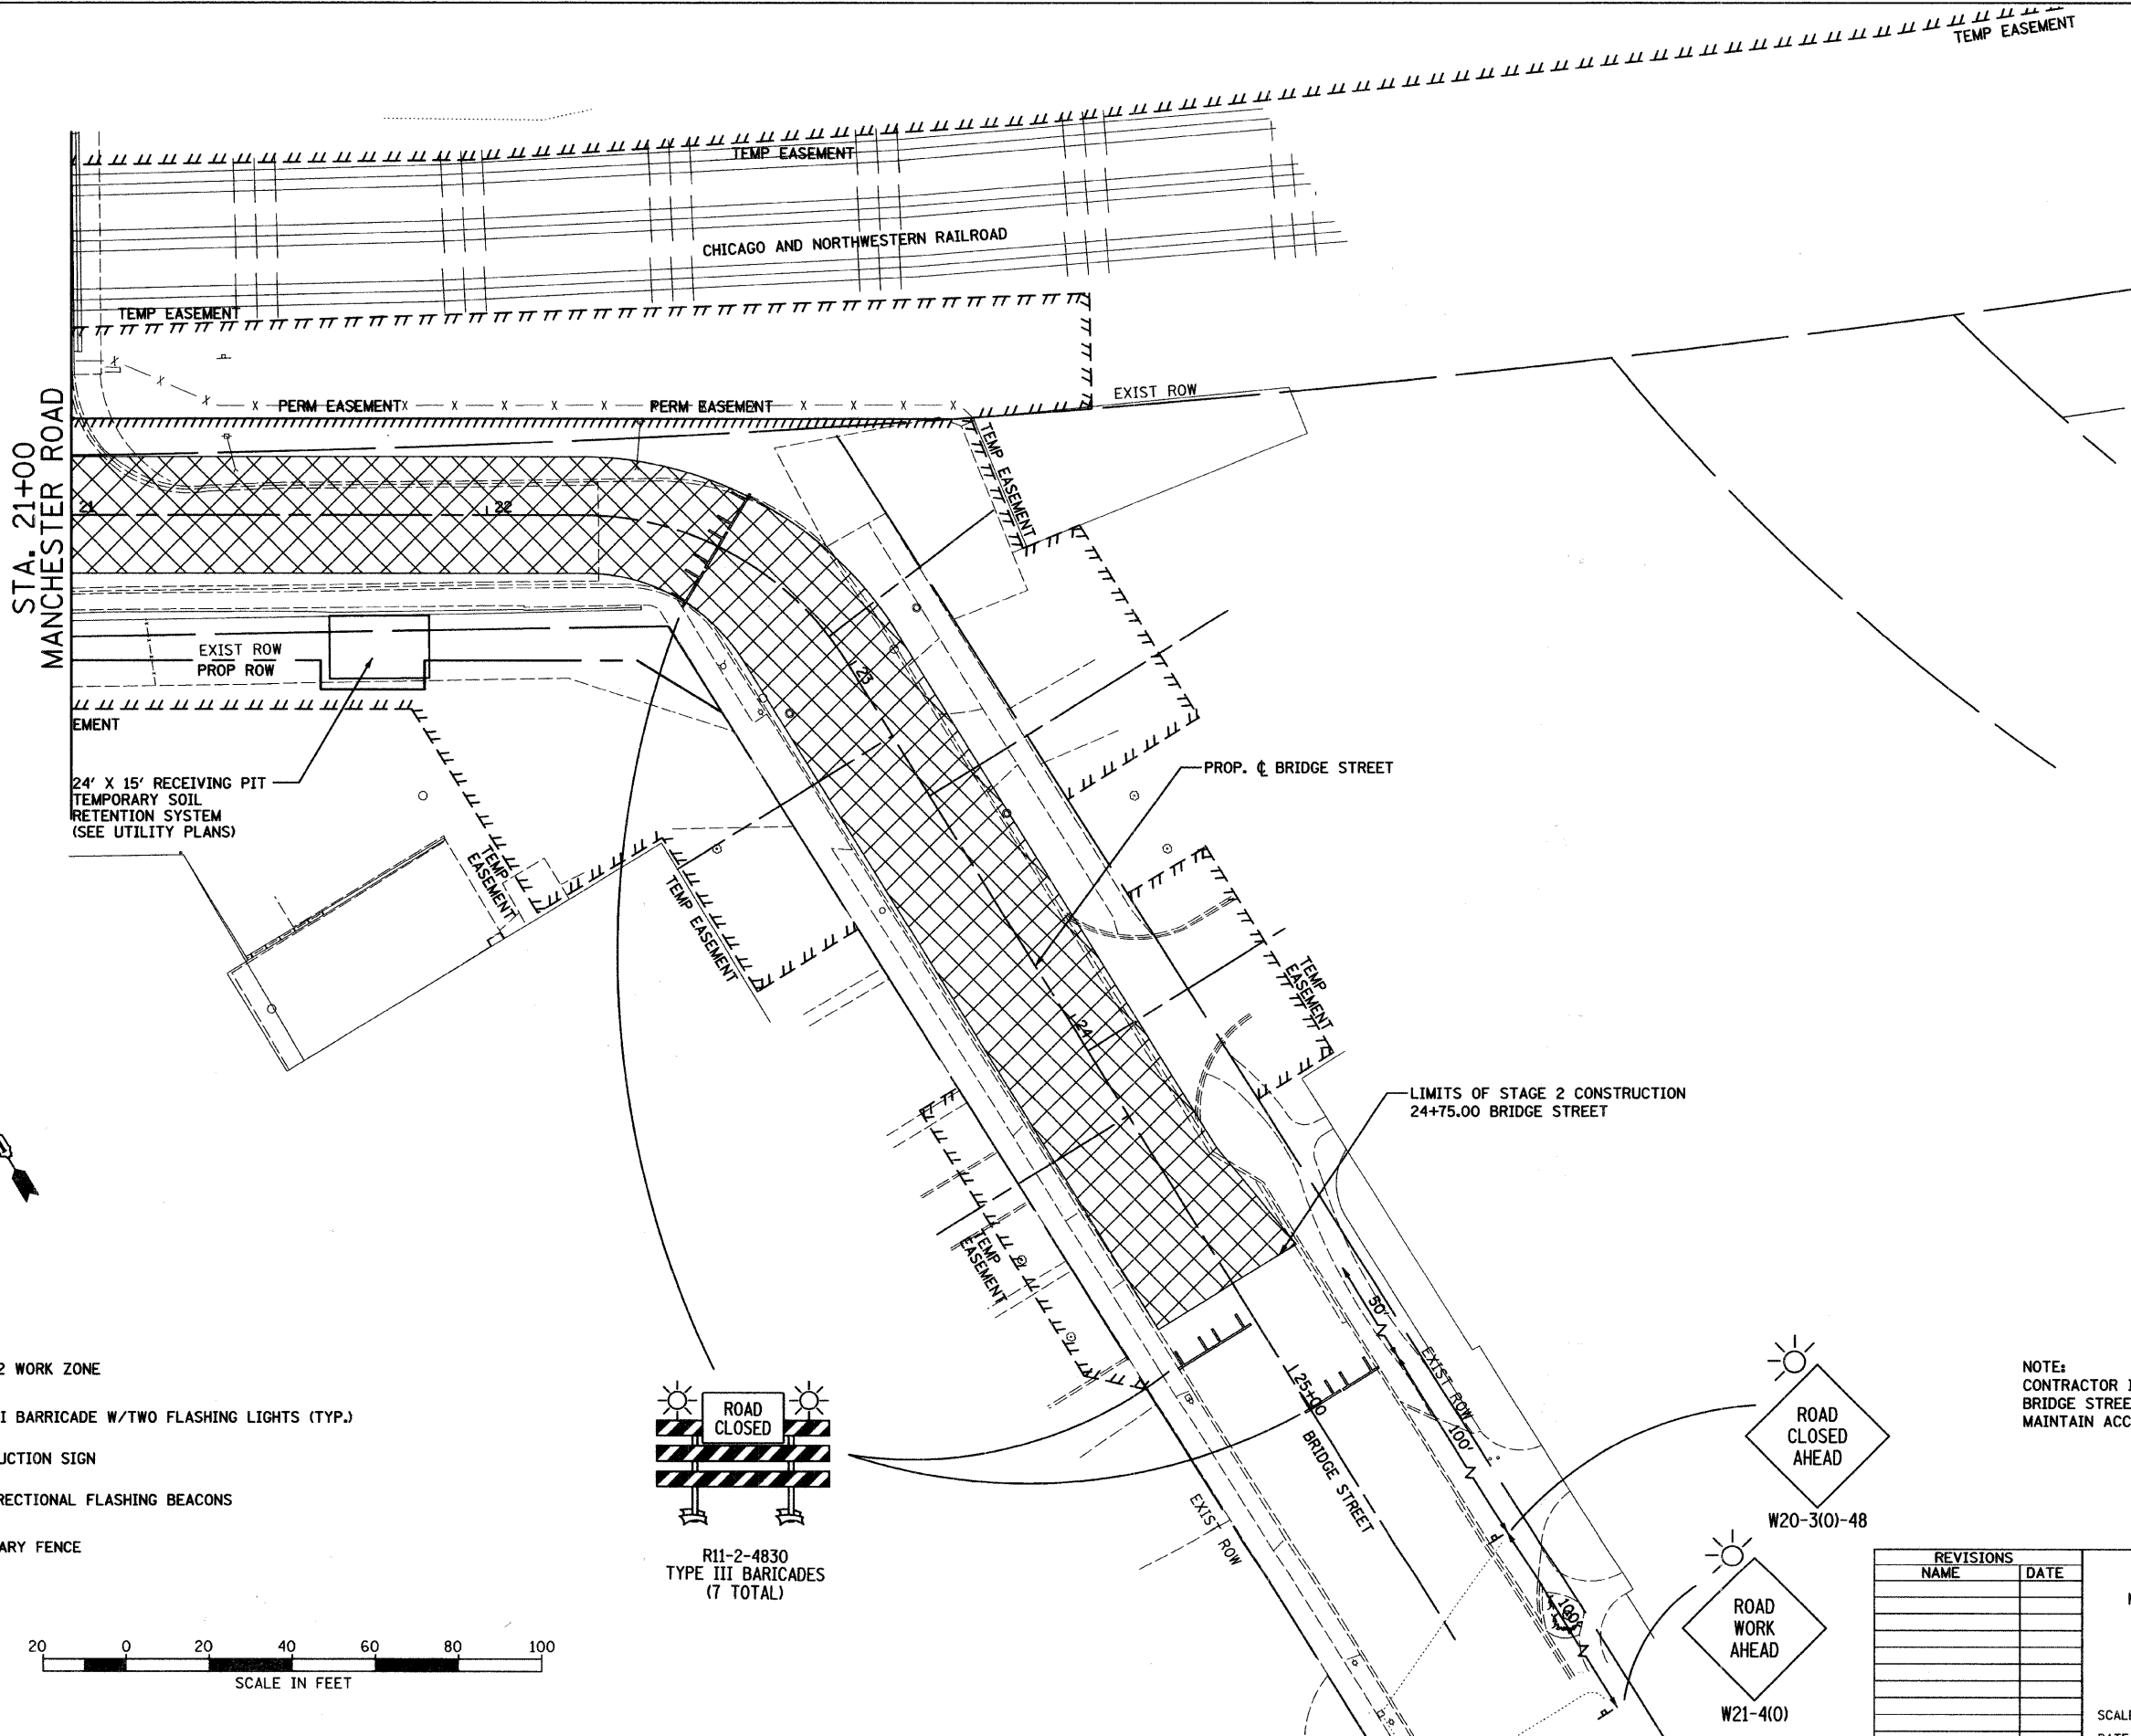 TEMP EASEMENT
TEMP EASEMENT
CHICAGO AND NORTHWESTERN RAILROAD
TEMP EASEMENT
EXIST ROW
PERM EASEMENT
PERM EASEMENT
STA. 21+00
MANCHESTER ROAD
TEMP EASEMENT
21
22
23
EXIST ROW
PROP ROW
EMENT
24' X 15' RECEIVING PIT
TEMPORARY SOIL
RETENTION SYSTEM
(SEE UTILITY PLANS)
PROP. ℄ BRIDGE STREET
TEMP
EASEMENT
TEMP EASEMENT
TEMP
EASEMENT
24
LIMITS OF STAGE 2 CONSTRUCTION
24+75.00 BRIDGE STREET
TEMP
EASEMENT
50'
EXIST ROW
100'
100'
25+00
BRIDGE STREET
EXIST ROW
2 WORK ZONE
I BARRICADE W/TWO FLASHING LIGHTS (TYP.)
UCTION SIGN
RECTIONAL FLASHING BEACONS
ARY FENCE
ROAD
CLOSED
R11-2-4830
TYPE III BARICADES
(7 TOTAL)
ROAD
CLOSED
AHEAD
W20-3(O)-48
ROAD
WORK
AHEAD
W21-4(O)
NOTE:
CONTRACTOR
BRIDGE STREE
MAINTAIN ACC
REVISIONS
NAME DATE
SCALE
20 0 20 40 60 80 100
SCALE IN FEET